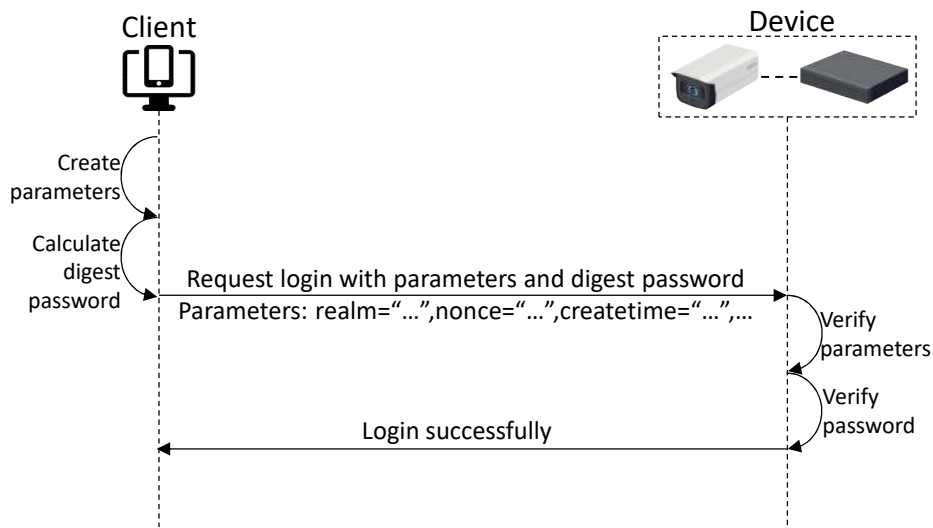 Client
Device
Create
parameters
Calculate
digest
password
Request login with parameters and digest password
Parameters: realm=“...”,nonce=“...”,createtime=“...”,...
Verify
parameters
Verify
password
Login successfully